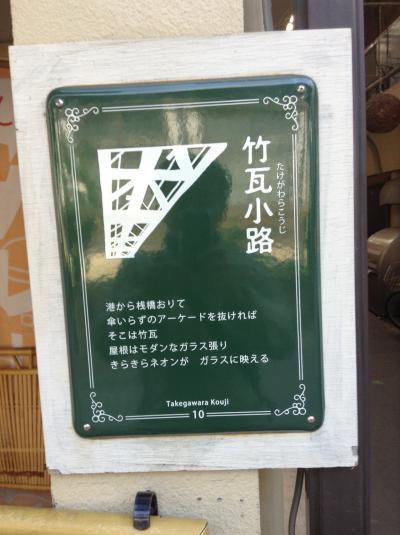 竹瓦小路
たけがわらこうじ
港から桟橋おりて
傘いらずのアーケードを抜ければ
そこは竹瓦
屋根はモダンなガラス張り
きらきらネオンが　ガラスに映える
Takegawara Kouji
10